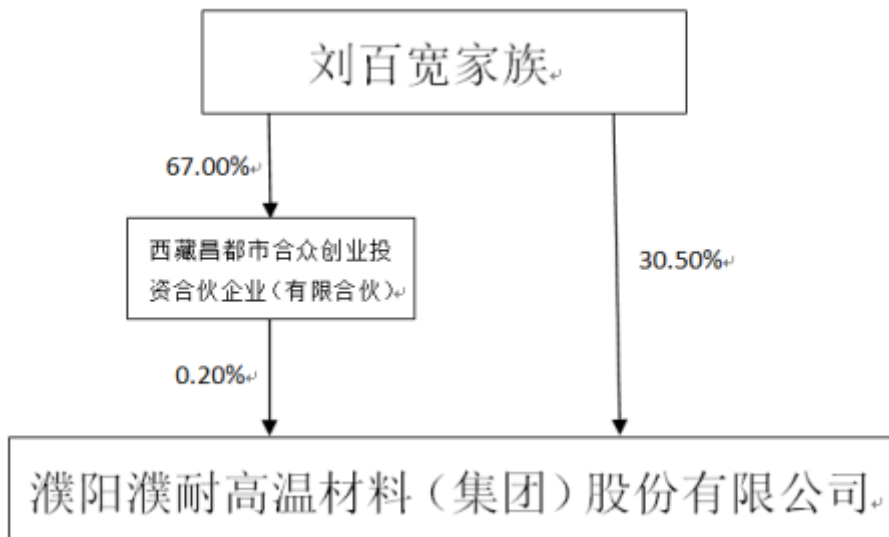 刘百宽家族
67.00%
西藏昌都市合众创业投
资合伙企业（有限合伙）
30.50%
0.20%
濮阳濮耐高温材料（集团）股份有限公司